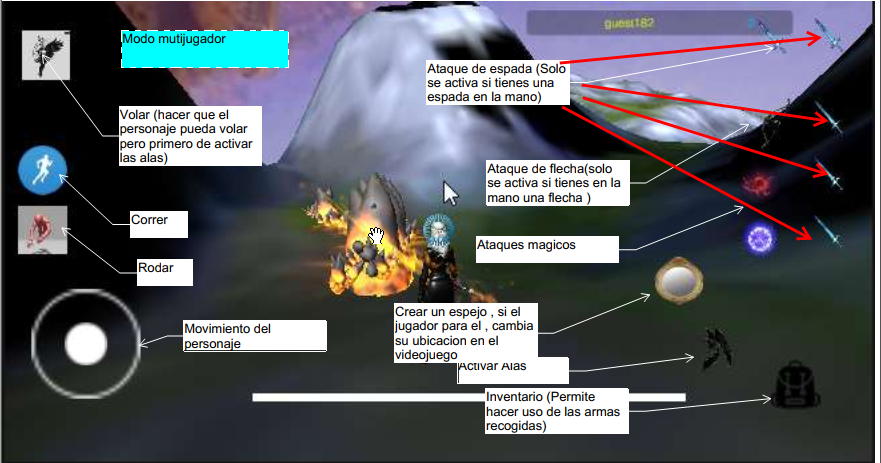 Modo mutijugador
guest182
Ataque de espada (Solo
se activa si tienes una
espada en la mano)
Volar (hacer que el
personaje pueda volar
pero primero de activar
las alas)
Ataque de flecha(solo
se activa si tienes en la
mano una flecha )
Correr
Ataques magicos
Rodar
Crear un espejo , si el
jugador para el , cambia
su ubicacion en el
videojuego
Movimiento del
personaje
Activar Alas
Inventario (Permite
hacer uso de las armas
recogidas)